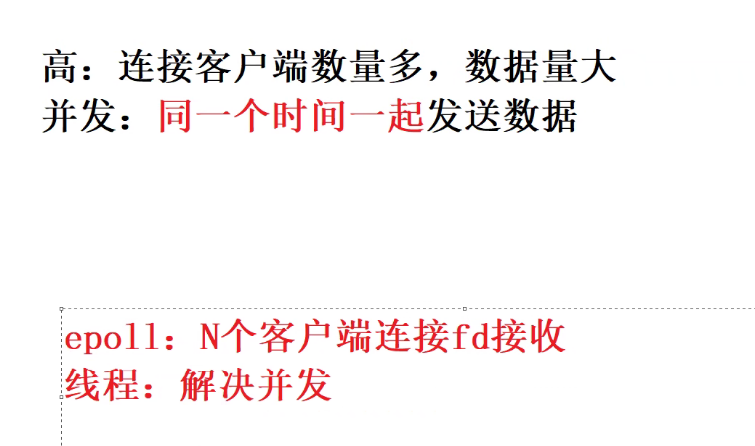 高：连接客户端数量多，数据量大
并发：同一个时间一起发送数据
epoll：N个客户端连接fd接收
线程：解决并发